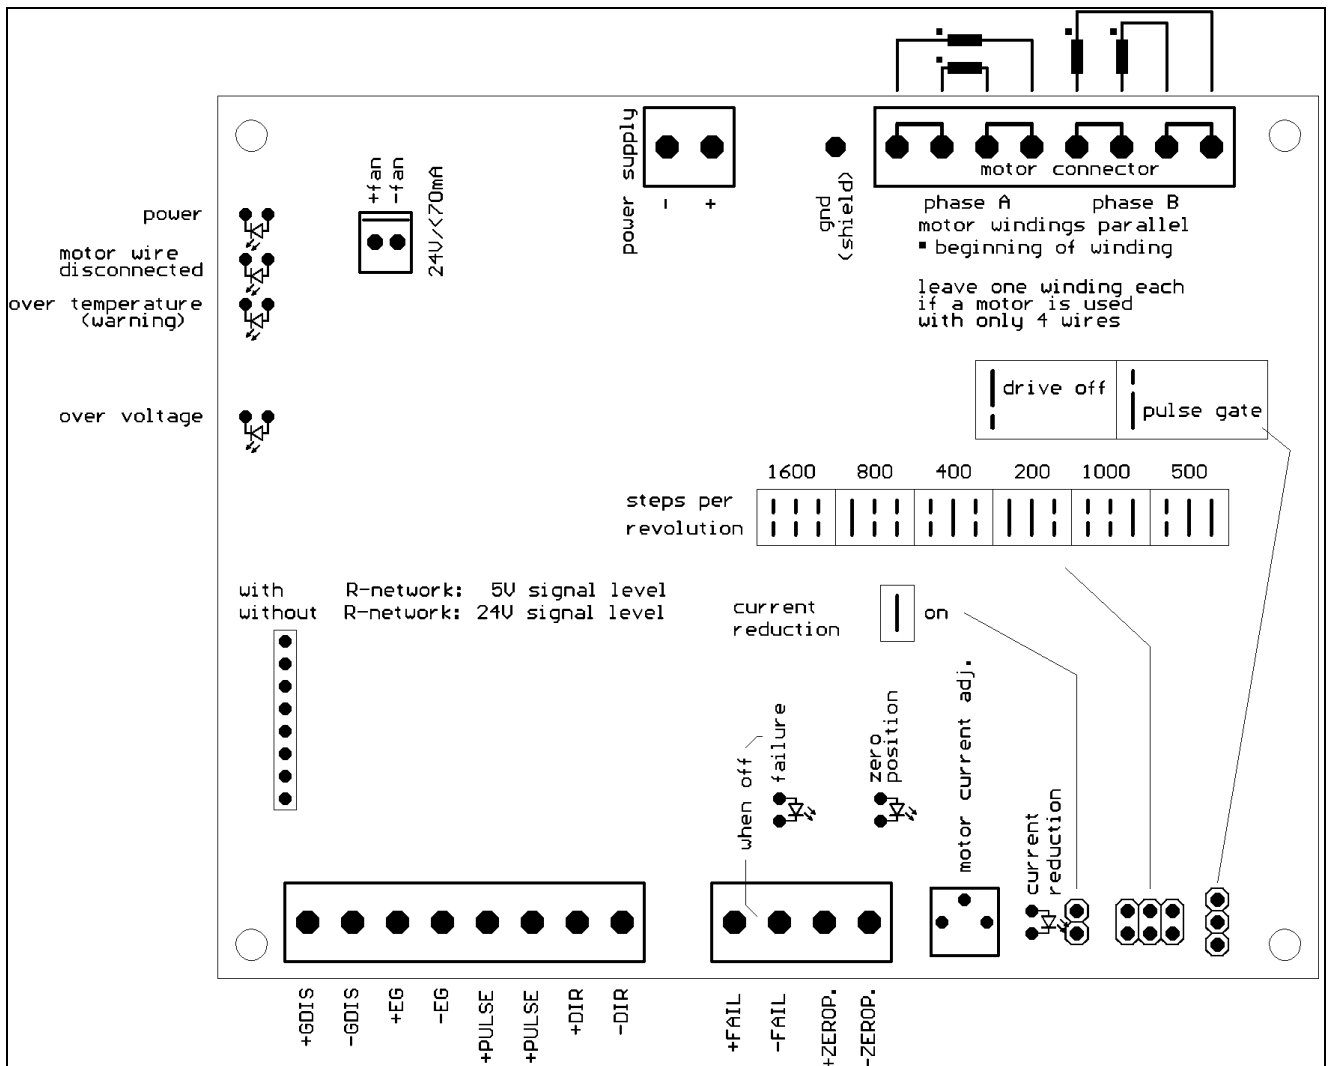 +fan
-fan
24V/<70mA
power supply
- +
gnd
(shield)
motor connector
phase A phase B
motor windings parallel
▪ beginning of winding
leave one winding each
if a motor is used
with only 4 wires
power
motor wire
disconnected
over temperature
(warning)
over voltage
drive off
pulse gate
1600 800 400 200 1000 500
steps per
revolution
with R-network: 5V signal level
without R-network: 24V signal level
current
reduction
on
when off
failure
zero
position
motor current adj.
current
reduction
+GDIS
-GDIS
+EG
-EG
+PULSE
+PULSE
+DIR
-DIR
+FAIL
-FAIL
+ZEROP.
-ZEROP.